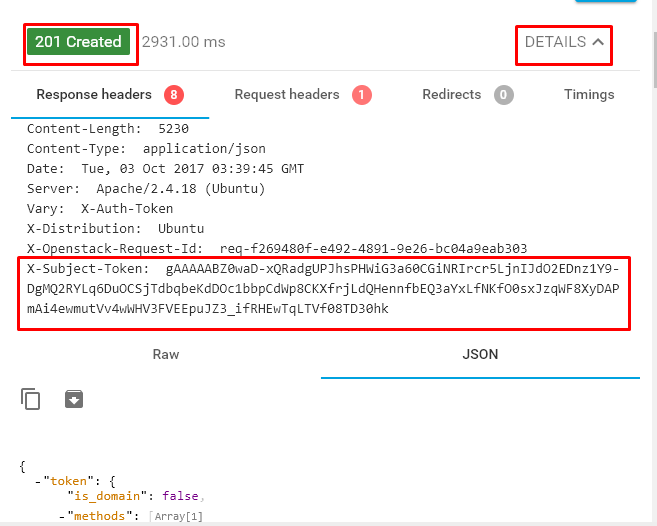 201 Created 2931.00 ms DETAILS
Response headers 8 Request headers 1 Redirects 0 Timings
Content-Length: 5230
Content-Type: application/json
Date: Tue, 03 Oct 2017 03:39:45 GMT
Server: Apache/2.4.18 (Ubuntu)
Vary: X-Auth-Token
X-Distribution: Ubuntu
X-Openstack-Request-Id: req-f269480f-e492-4891-9e26-bc04a9eab303
X-Subject-Token: gAAAAABZ0waD-xQRadgUPJhsPHWiG3a60CGiNRIrcr5LjnIJdO2EDnz1Y9-
DgMQ2RYLq6DuOCSjTdbqbeKdDOc1bbpCdWp8CKXfrjLdQHennfbEQ3aYxLfNKfO0sxJzqWF8XyDAP
mAi4ewmutVv4wWHV3FVEEpuJZ3_ifRHEwTqLTVf08TD30hk
Raw JSON
{
-"token": {
"is_domain": false,
-"methods": [Array[1]